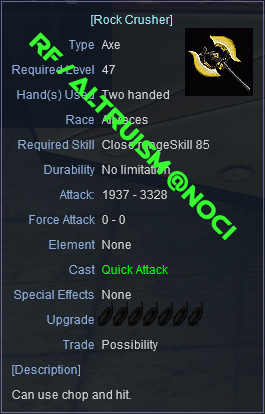 [Rock Crusher]
Type Axe
Required Level 47
Hand(s) Used Two handed
Race All races
Required Skill Close rangeSkill 85
Durability No limitation
Attack: 1937 - 3328
Force Attack 0 - 0
Element None
Cast Quick Attack
Special Effects None
Upgrade
Trade Possibility
[Description]
Can use chop and hit.
RF - ALTRUISM @NOCI